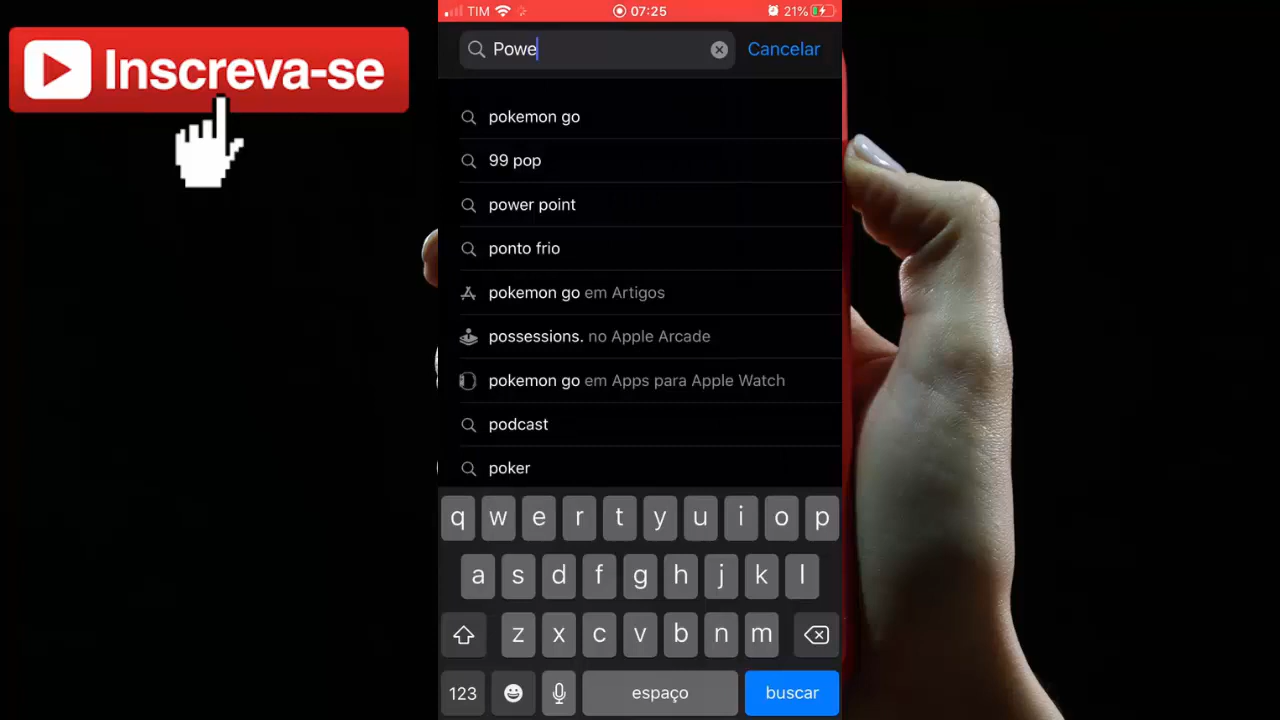 Inscreva-se
TIM 07:25 21%
Powe Cancelar
pokemon go
99 pop
power point
ponto frio
pokemon go em Artigos
possessions. no Apple Arcade
pokemon go em Apps para Apple Watch
podcast
poker
q w e r t y u i o p
a s d f g h j k l
z x c v b n m
123 espaço buscar